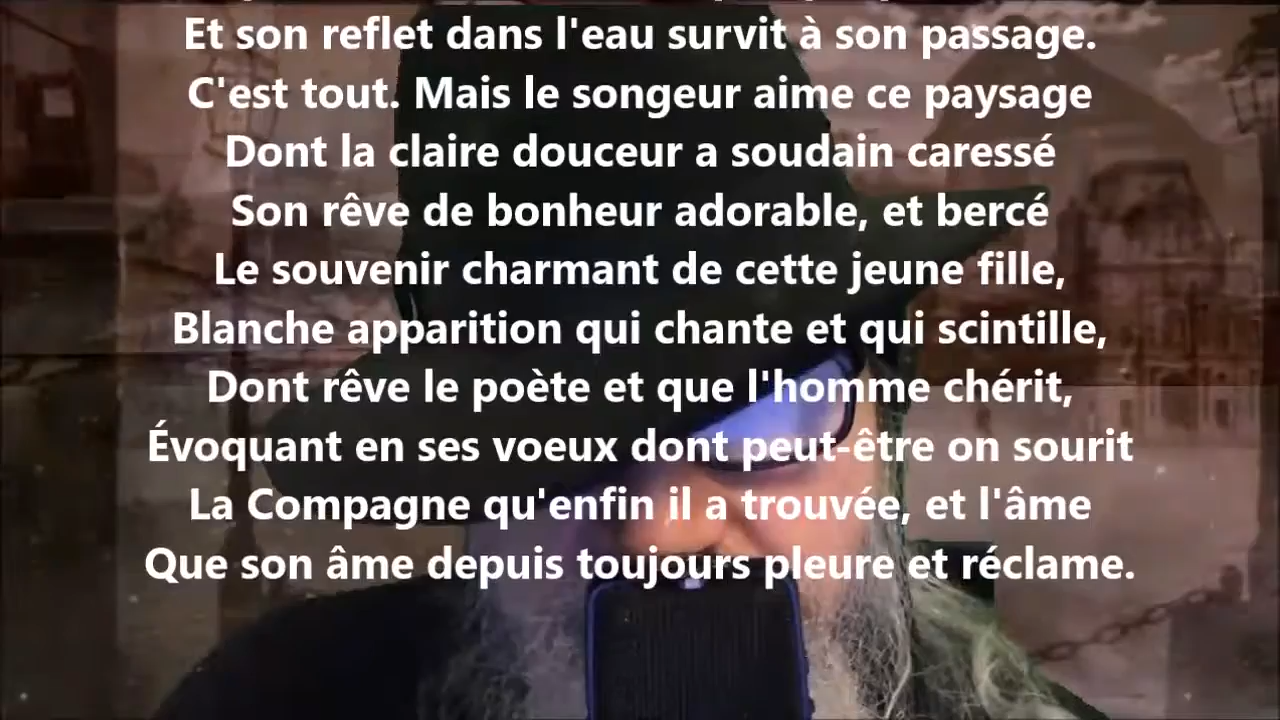 Et son reflet dans l'eau survit à son passage.
C'est tout. Mais le songeur aime ce paysage
Dont la claire douceur a soudain caressé
Son rêve de bonheur adorable, et bercé
Le souvenir charmant de cette jeune fille,
Blanche apparition qui chante et qui scintille,
Dont rêve le poète et que l'homme chérit,
Évoquant en ses voeux dont peut-être on sourit
La Compagne qu'enfin il a trouvée, et l'âme
Que son âme depuis toujours pleure et réclame.